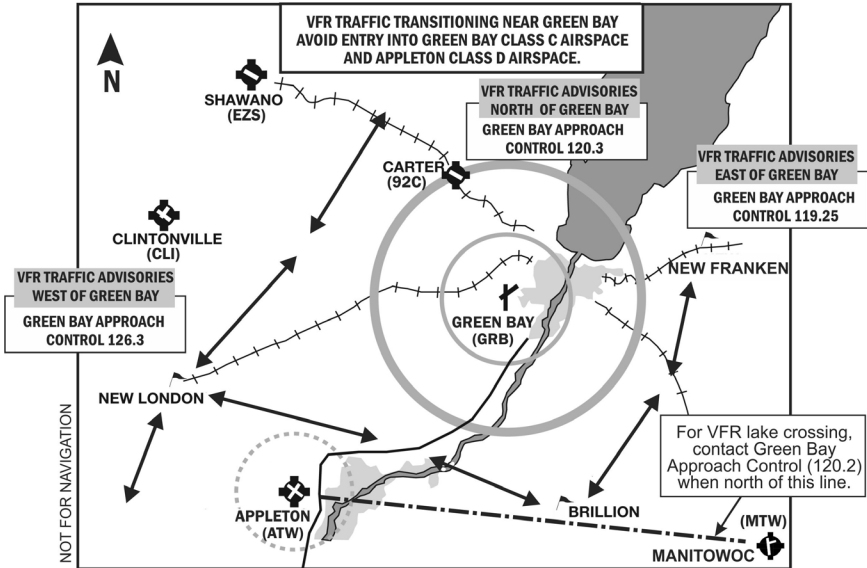 VFR TRAFFIC TRANSITIONING NEAR GREEN BAY
AVOID ENTRY INTO GREEN BAY CLASS C AIRSPACE
AND APPLETON CLASS D AIRSPACE.
N
SHAWANO
(EZS)
VFR TRAFFIC ADVISORIES
NORTH OF GREEN BAY
GREEN BAY APPROACH
CONTROL 120.3
CARTER
(92C)
VFR TRAFFIC ADVISORIES
EAST OF GREEN BAY
GREEN BAY APPROACH
CONTROL 119.25
CLINTONVILLE
(CLI)
NEW FRANKEN
VFR TRAFFIC ADVISORIES
WEST OF GREEN BAY
GREEN BAY APPROACH
CONTROL 126.3
GREEN BAY
(GRB)
NEW LONDON
NOT FOR NAVIGATION
For VFR lake crossing,
contact Green Bay
Approach Control (120.2)
when north of this line.
APPLETON
(ATW)
BRILLION
(MTW)
MANITOWOC